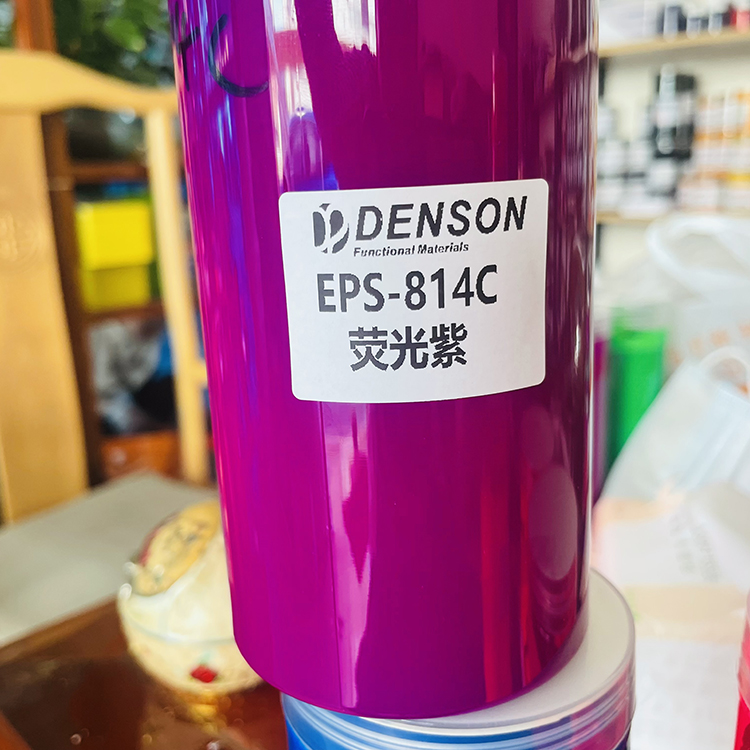 DENSON
Functional Materials
EPS-814C
荧光紫